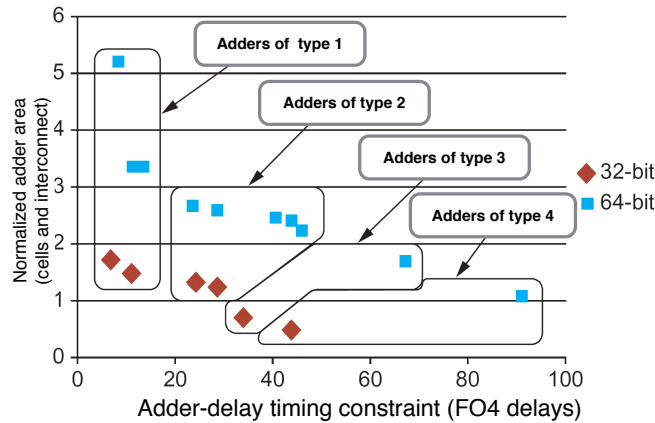 6
5
4
3
2
1
0
0
20
40
60
80
100
Normalized adder area
(cells and interconnect)
Adder-delay timing constraint (FO4 delays)
Adders of type 1
Adders of type 2
Adders of type 3
Adders of type 4
32-bit
64-bit